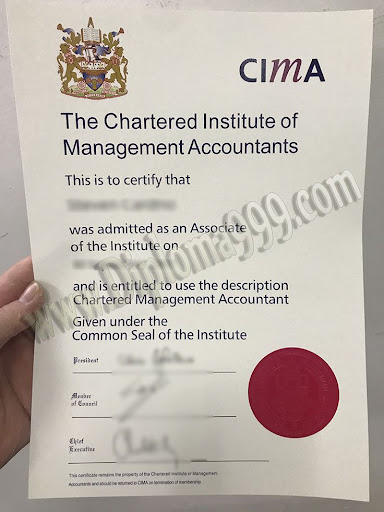 CIMA
The Chartered Institute of
Management Accountants
This is to certify that
was admitted as an Associate
of the Institute on
and is entitled to use the description
Chartered Management Accountant
Given under the
Common Seal of the Institute
President
Member
of Council
Chief
Executive
This certificate remains the property of the Chartered Institute of Management
Accountants and should be returned to CIMA on termination of membership.
www.Diploma999.com